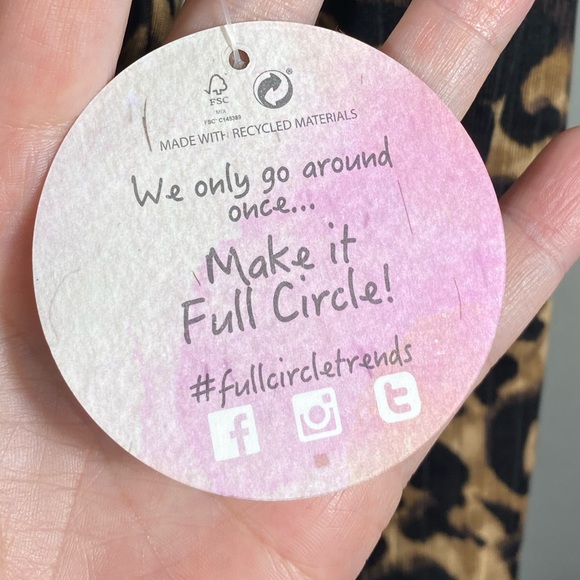 FSC
MADE WITH RECYCLED MATERIALS
We only go around
once...
Make it
Full Circle!
#fullcircletrends